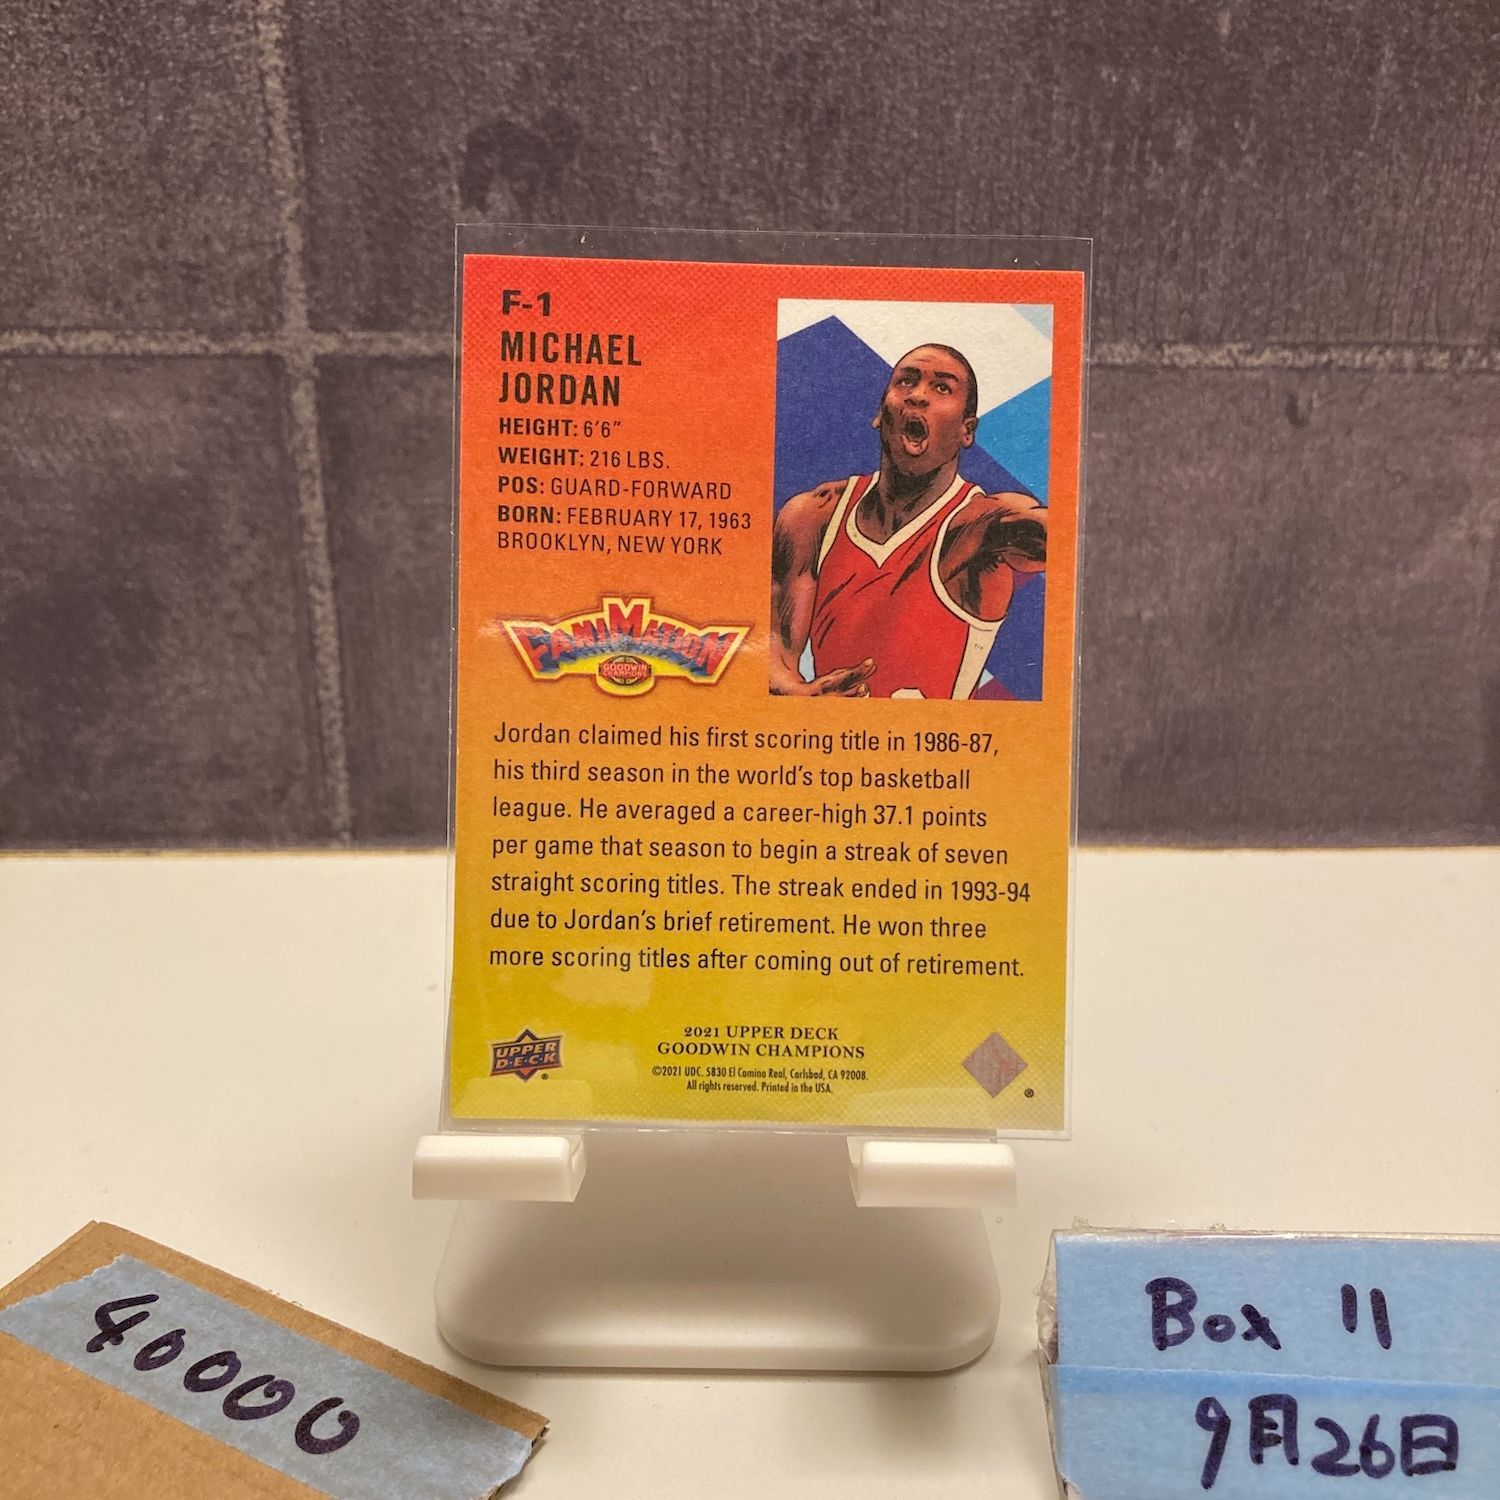 F-1
MICHAEL
JORDAN
HEIGHT: 6'6"
WEIGHT: 216 LBS.
POS: GUARD-FORWARD
BORN: FEBRUARY 17, 1963
BROOKLYN, NEW YORK
FANIMATION
GOODWIN
CHAMPIONS
Jordan claimed his first scoring title in 1986-87,
his third season in the world's top basketball
league. He averaged a career-high 37.1 points
per game that season to begin a streak of seven
straight scoring titles. The streak ended in 1993-94
due to Jordan's brief retirement. He won three
more scoring titles after coming out of retirement.
UPPER
D·E·C·K
®
2021 UPPER DECK
GOODWIN CHAMPIONS
©2021 UDC. 5830 El Camino Real, Carlsbad, CA 92008.
All rights reserved. Printed in the USA.
®
40000
Box 11
9月26日